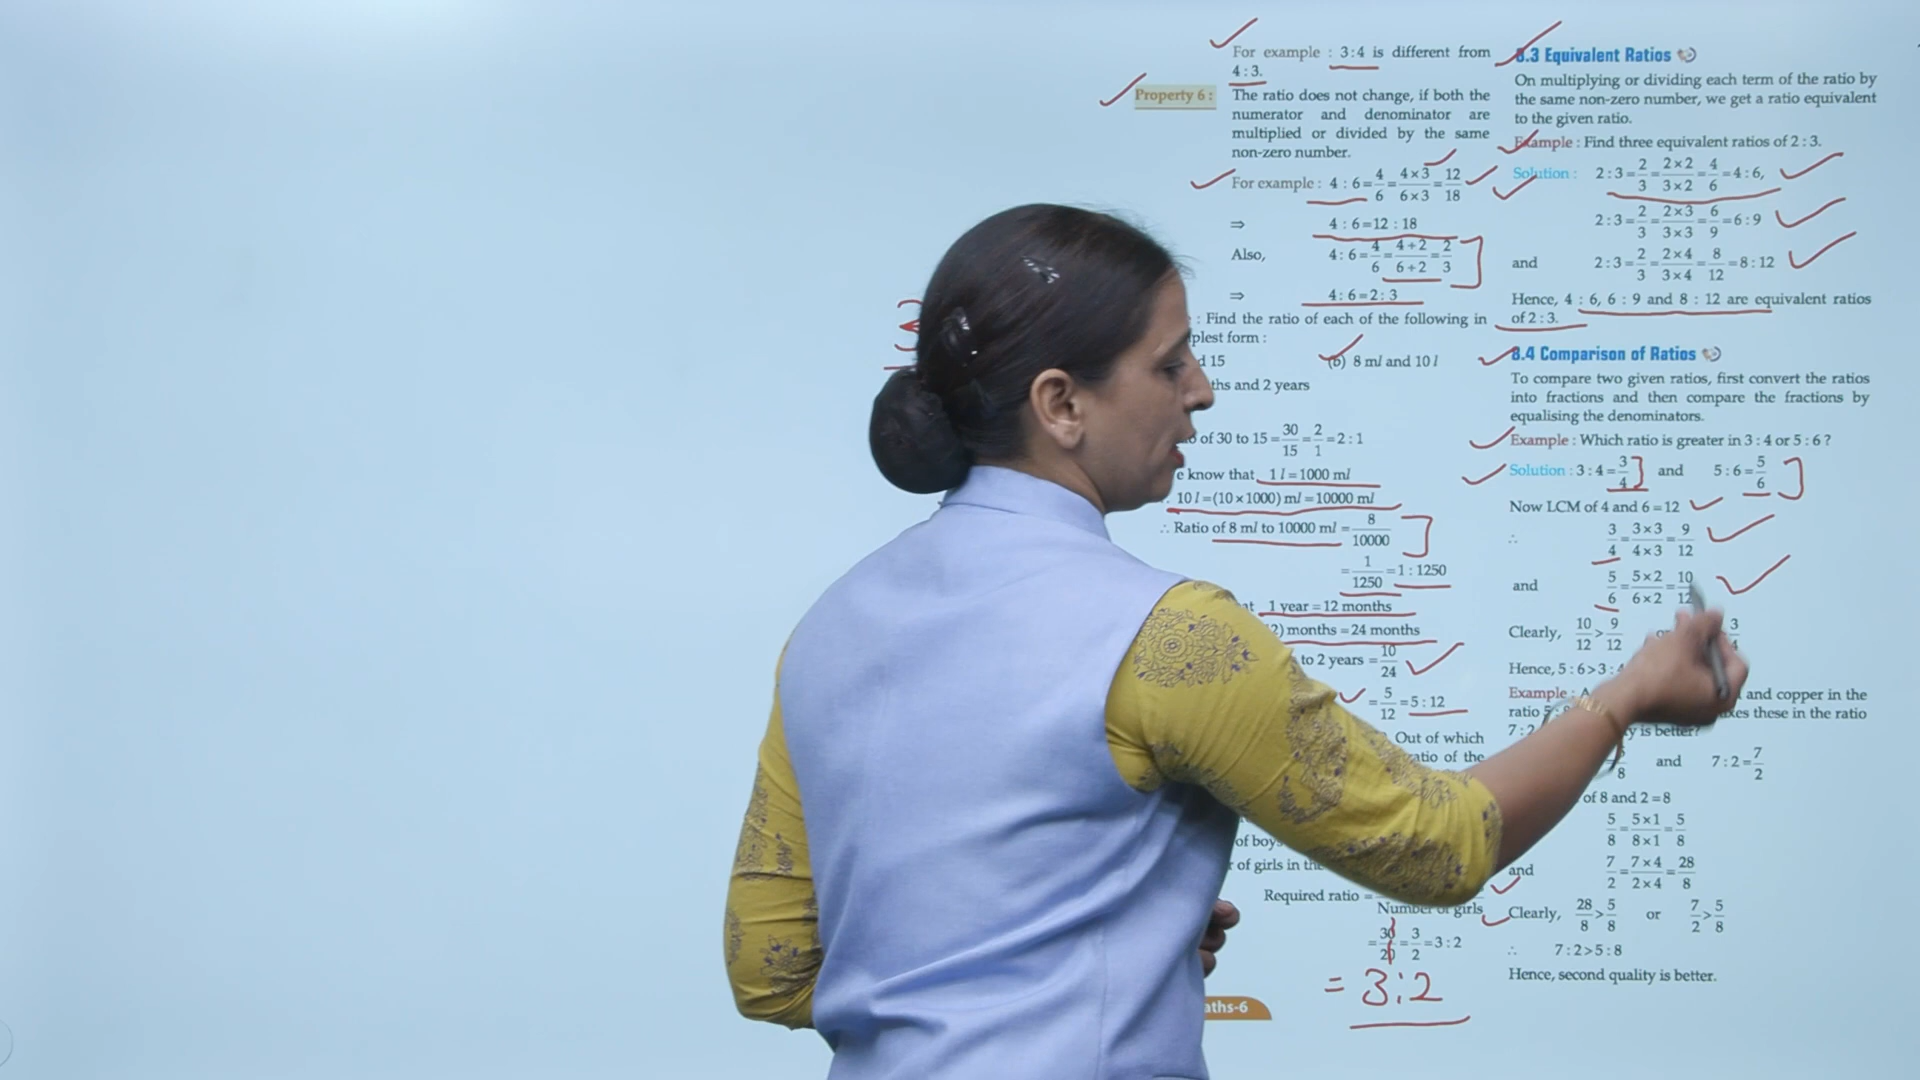 For example : 3:4 is different from
4:3.
Property 6 :
The ratio does not change, if both the
numerator and denominator are
multiplied or divided by the same
non-zero number.
For example : 4 : 6 = 4/6 = 4×3/6×3 = 12/18
⇒ 4 : 6 = 12 : 18
Also, 4 : 6 = 4/6 = 4÷2/6÷2 = 2/3
⇒ 4 : 6 = 2 : 3
: Find the ratio of each of the following in
plest form :
d 15 (b) 8 ml and 10 l
ths and 2 years
of 30 to 15 = 30/15 = 2/1 = 2 : 1
e know that, 1 l = 1000 ml
10 l = (10×1000) ml = 10000 ml
∴ Ratio of 8 ml to 10000 ml = 8/10000
= 1/1250 = 1 : 1250
at 1 year = 12 months
2) months = 24 months
to 2 years = 10/24
= 5/12 = 5 : 12
Out of which
atio of the
of boys
of girls in the
Required ratio =
Number of girls
= 30/20 = 3/2 = 3 : 2
= 3:2
aths-6
8.3 Equivalent Ratios
On multiplying or dividing each term of the ratio by
the same non-zero number, we get a ratio equivalent
to the given ratio.
Example : Find three equivalent ratios of 2 : 3.
Solution : 2 : 3 = 2/3 = 2×2/3×2 = 4/6 = 4 : 6,
2 : 3 = 2/3 = 2×3/3×3 = 6/9 = 6 : 9
and 2 : 3 = 2/3 = 2×4/3×4 = 8/12 = 8 : 12
Hence, 4 : 6, 6 : 9 and 8 : 12 are equivalent ratios
of 2 : 3.
8.4 Comparison of Ratios
To compare two given ratios, first convert the ratios
into fractions and then compare the fractions by
equalising the denominators.
Example : Which ratio is greater in 3 : 4 or 5 : 6 ?
Solution : 3 : 4 = 3/4 and 5 : 6 = 5/6
Now LCM of 4 and 6 = 12
∴ 3/4 = 3×3/4×3 = 9/12
and 5/6 = 5×2/6×2 = 10/12
Clearly, 10/12 > 9/12 or 3/4
Hence, 5 : 6 > 3 : 4
Example : A and copper in the
ratio 5 : 8 xes these in the ratio
7 : 2 y is better?
8 and 7 : 2 = 7/2
of 8 and 2 = 8
5/8 = 5×1/8×1 = 5/8
and 7/2 = 7×4/2×4 = 28/8
Clearly, 28/8 > 5/8 or 7/2 > 5/8
∴ 7 : 2 > 5 : 8
Hence, second quality is better.